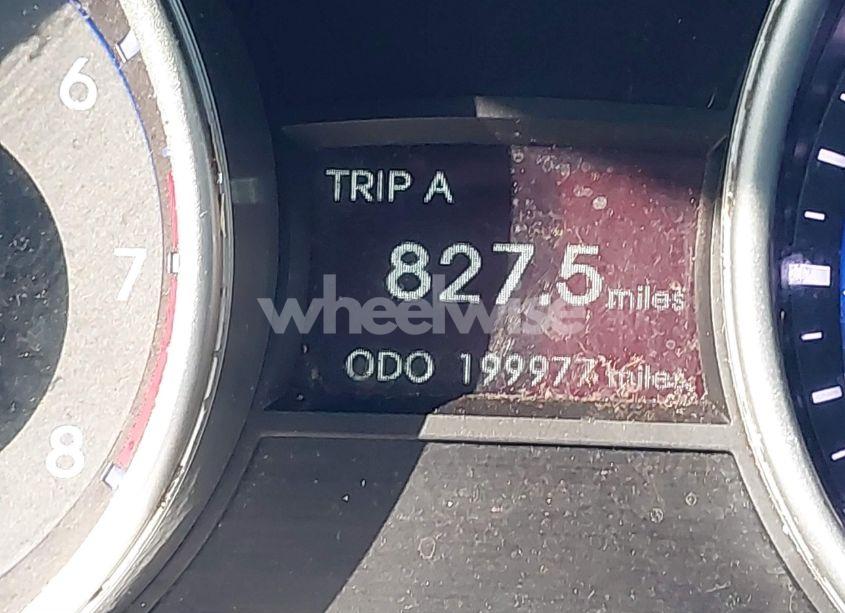 6
7
8
TRIP A
827.5 miles
wheelwise
ODO 199977 miles